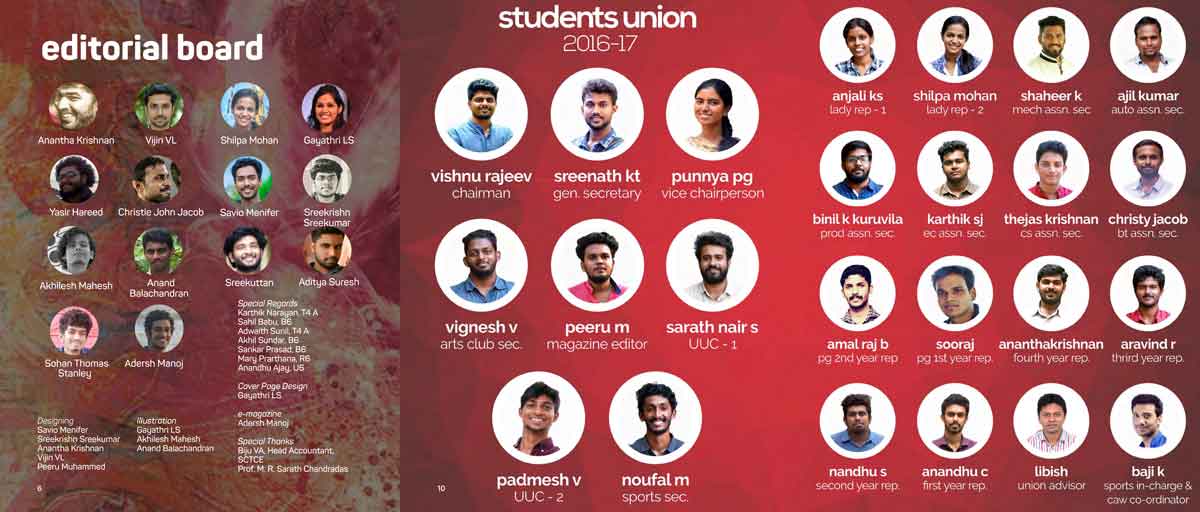 editorial board
Anantha Krishnan
Vijin VL
Shilpa Mohan
Gayathri LS
Yasir Hareed
Christle John Jacob
Savio Menifer
Sreekrishn
Sreekumar
Akhilesh Mahesh
Anand
Balachandran
Sreekuttan
Aditya Suresh
Sohan Thomas
Stanley
Adersh Manoj
Special Regards
Karthik Narayan, T4 A
Sahil Babu, B6
Adwaith Sunil, T4 A
Akhil Sundar, B6
Sankar Prasad, B6
Mary Prarthana, R6
Anandhu Ajay, U6
Cover Page Design
Gayathri LS
e-magazine
Adersh Manoj
Special Thanks
Biju VA, Head Accountant,
SCTCE
Prof. M. R. Sarath Chandradas
Designing
Savio Menifer
Sreekrishn Sreekumar
Anantha Krishnan
Vijin VL
Peeru Muhammed
Illustration
Gayathri LS
Akhilesh Mahesh
Anand Balachandran
6
students union
2016-17
vishnu rajeev
chairman
sreenath kt
gen. secretary
punnya pg
vice chairperson
vignesh v
arts club sec.
peeru m
magazine editor
sarath nair s
UUC - 1
padmesh v
UUC - 2
noufal m
sports sec.
10
anjali ks
lady rep - 1
shilpa mohan
lady rep - 2
shaheer k
mech assn. sec
ajil kumar
auto assn. sec.
binil k kuruvila
prod assn. sec.
karthik sj
ec assn. sec.
thejas krishnan
cs assn. sec.
christy jacob
bt assn. sec.
amal raj b
pg 2nd year rep.
sooraj
pg 1st year rep.
ananthakrishnan
fourth year rep.
aravind r
thrird year rep.
nandhu s
second year rep.
anandhu c
first year rep.
libish
union advisor
baji k
sports in-charge &
caw co-ordinator